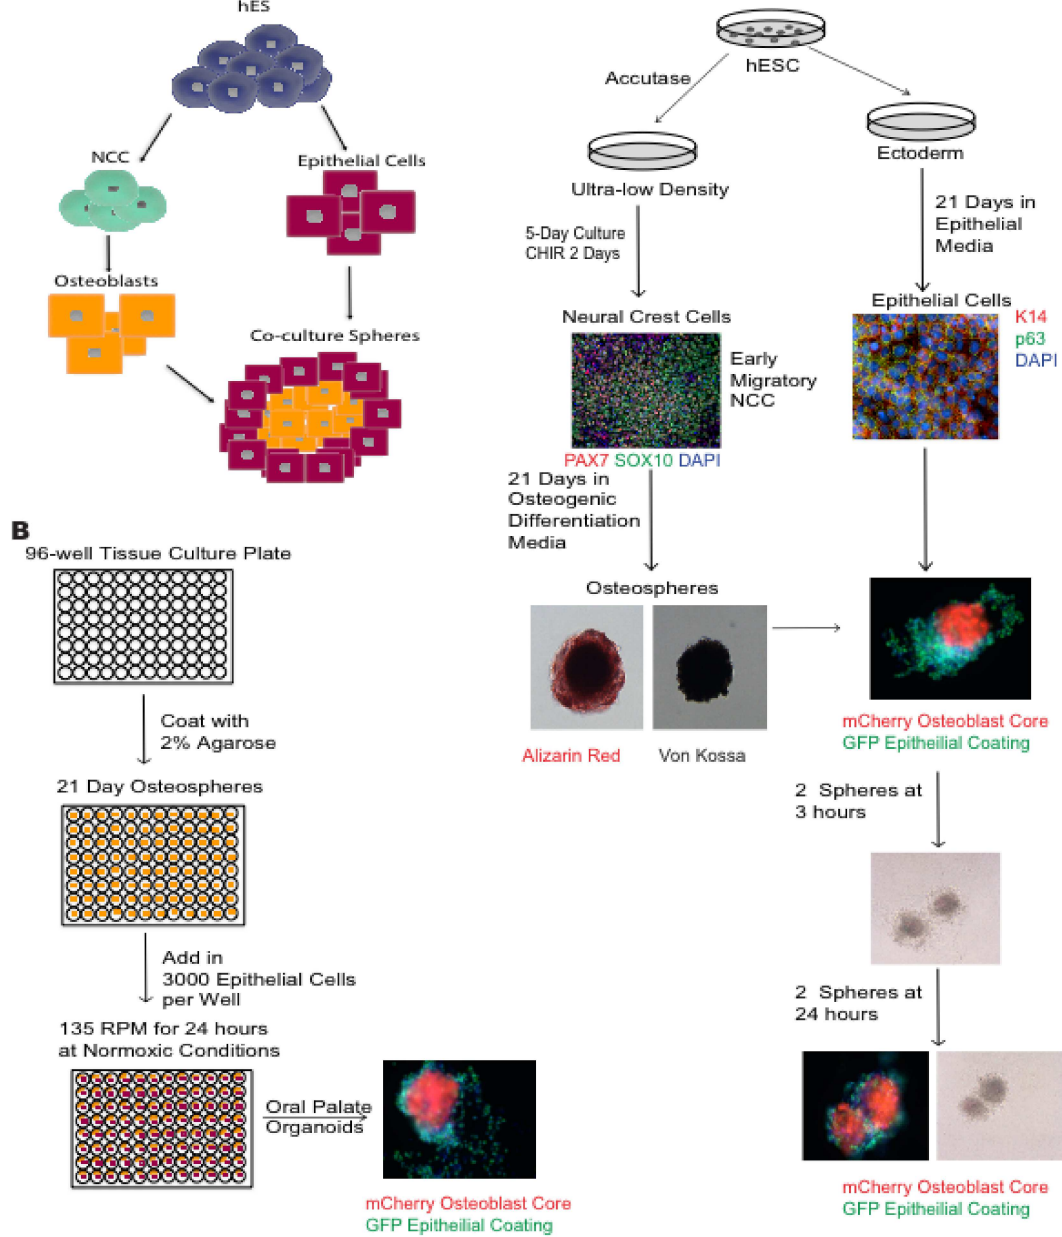 hES
NCC
Epithelial Cells
Osteoblasts
Co-culture Spheres
hESC
Accutase
Ectoderm
Ultra-low Density
21 Days in
Epithelial
Media
5-Day Culture
CHIR 2 Days
Neural Crest Cells
Early
Migratory
NCC
PAX7 SOX10 DAPI
Epithelial Cells
K14
p63
DAPI
21 Days in
Osteogenic
Differentiation
Media
Osteospheres
Alizarin Red
Von Kossa
mCherry Osteoblast Core
GFP Epitheilial Coating
2 Spheres at
3 hours
2 Spheres at
24 hours
mCherry Osteoblast Core
GFP Epitheilial Coating
B
96-well Tissue Culture Plate
Coat with
2% Agarose
21 Day Osteospheres
Add in
3000 Epithelial Cells
per Well
135 RPM for 24 hours
at Normoxic Conditions
Oral Palate
Organoids
mCherry Osteoblast Core
GFP Epitheilial Coating